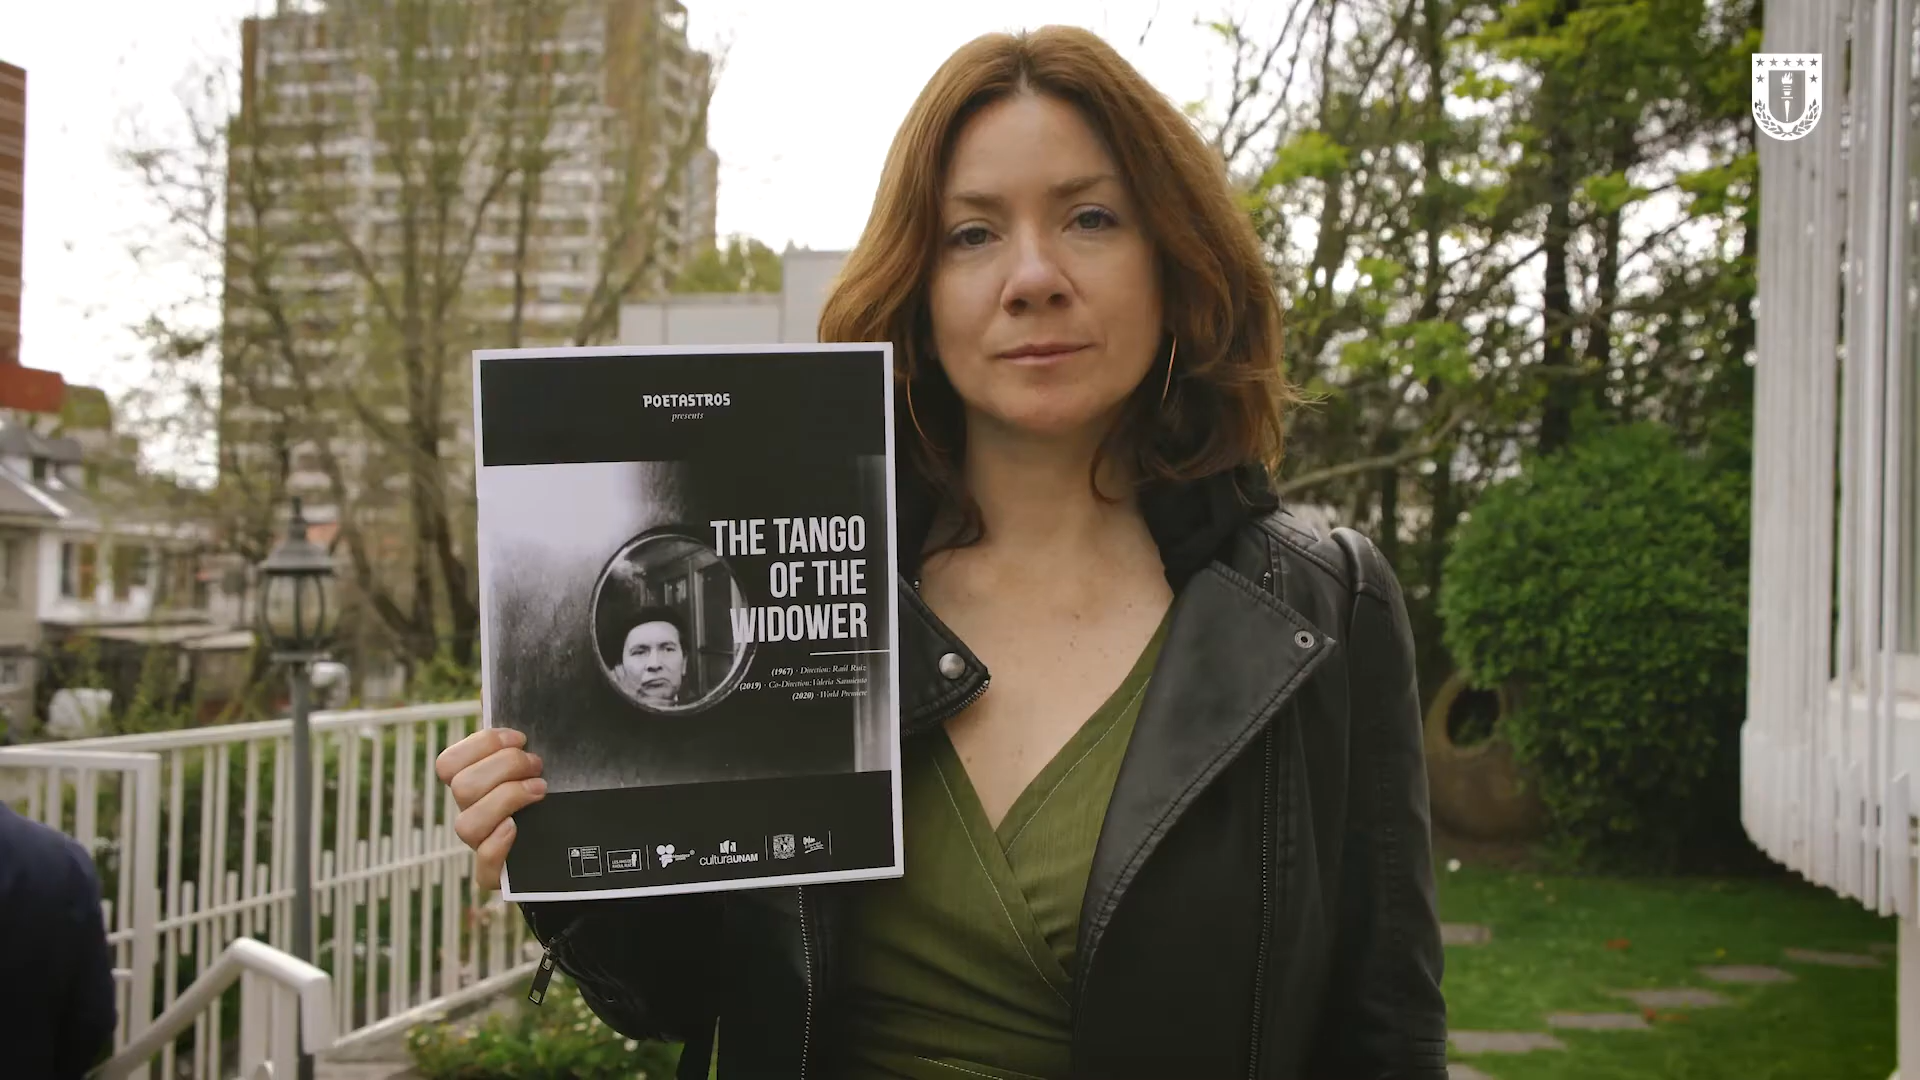 POETASTROS
presents
THE TANGO
OF THE
WIDOWER
(1967) · Direction: Raúl Ruiz
(2019) · Co-Direction: Valeria Sarmiento
(2020) · World Premiere
culturaUNAM